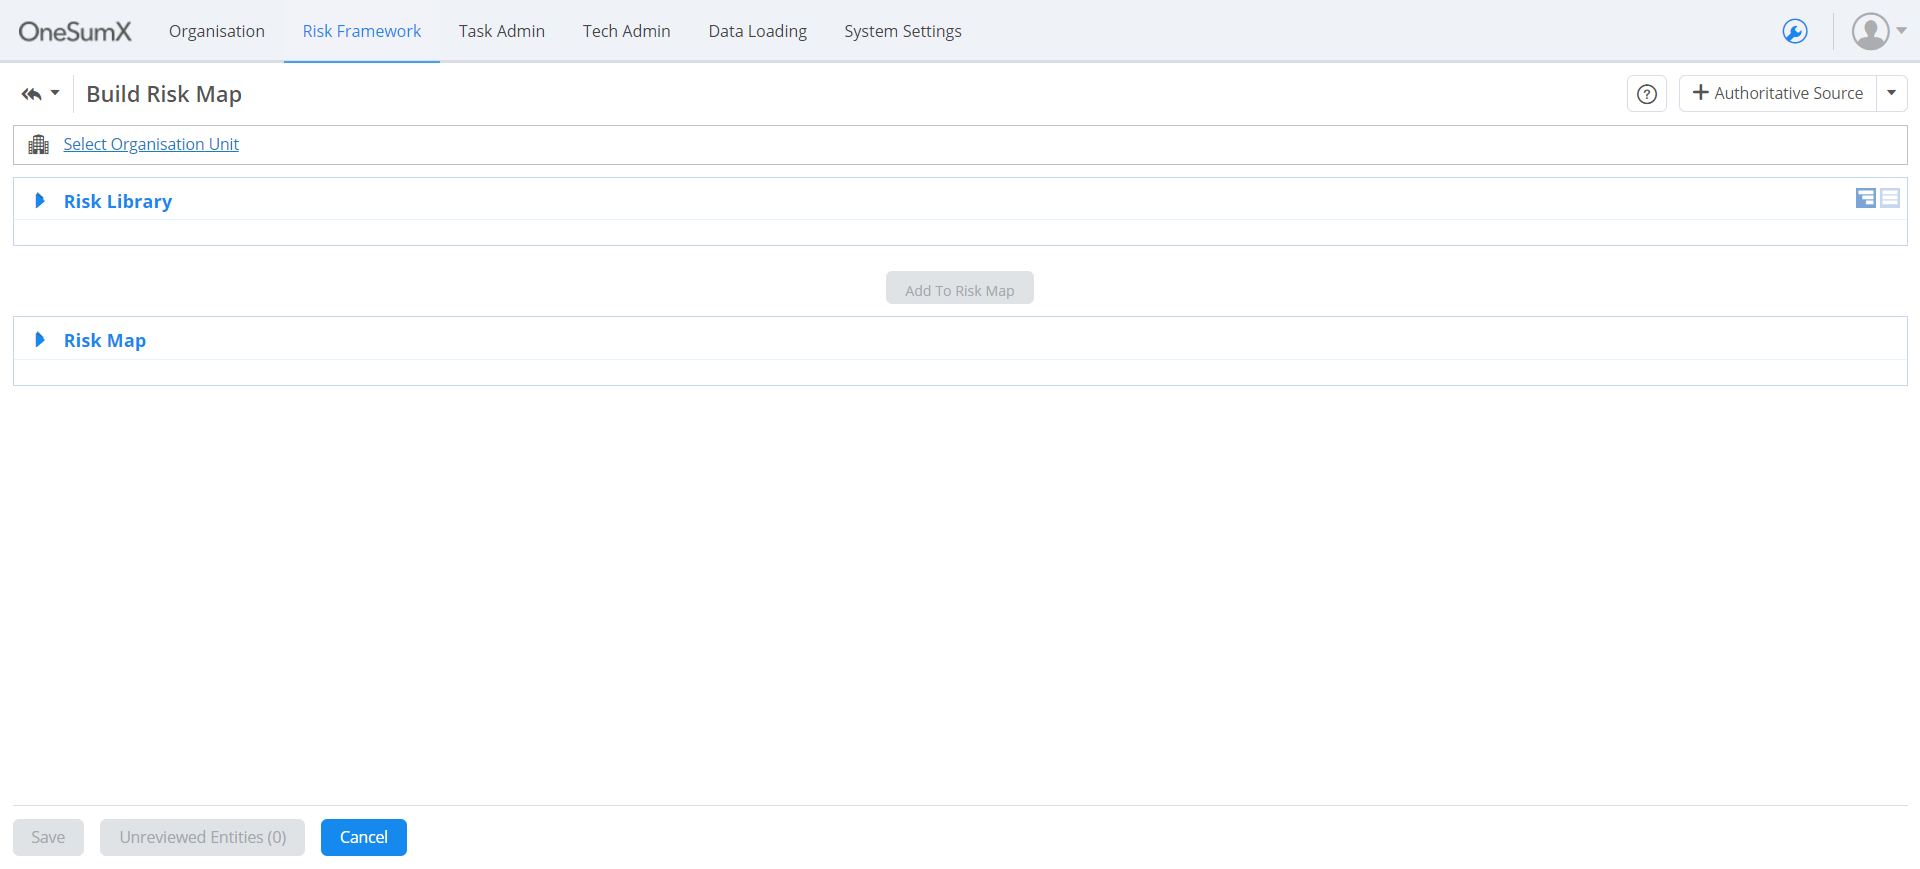 OneSumX Organisation Risk Framework Task Admin Tech Admin Data Loading System Settings
Build Risk Map
? + Authoritative Source
Select Organisation Unit
Risk Library
Add To Risk Map
Risk Map
Save Unreviewed Entities (0) Cancel